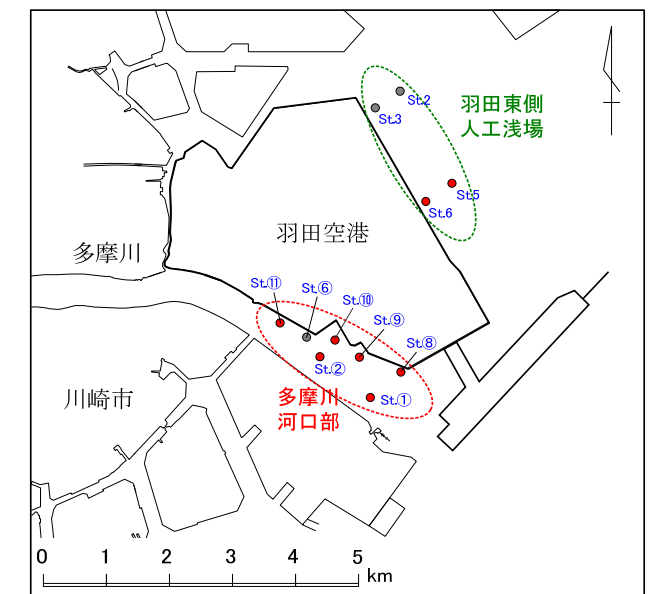 St.2
St.3
羽田東側
人工浅場
St.5
St.6
羽田空港
多摩川
St.⑪
St.⑥
St.⑩
St.⑨
St.⑧
St.②
St.①
多摩川
河口部
川崎市
0 1 2 3 4 5
km